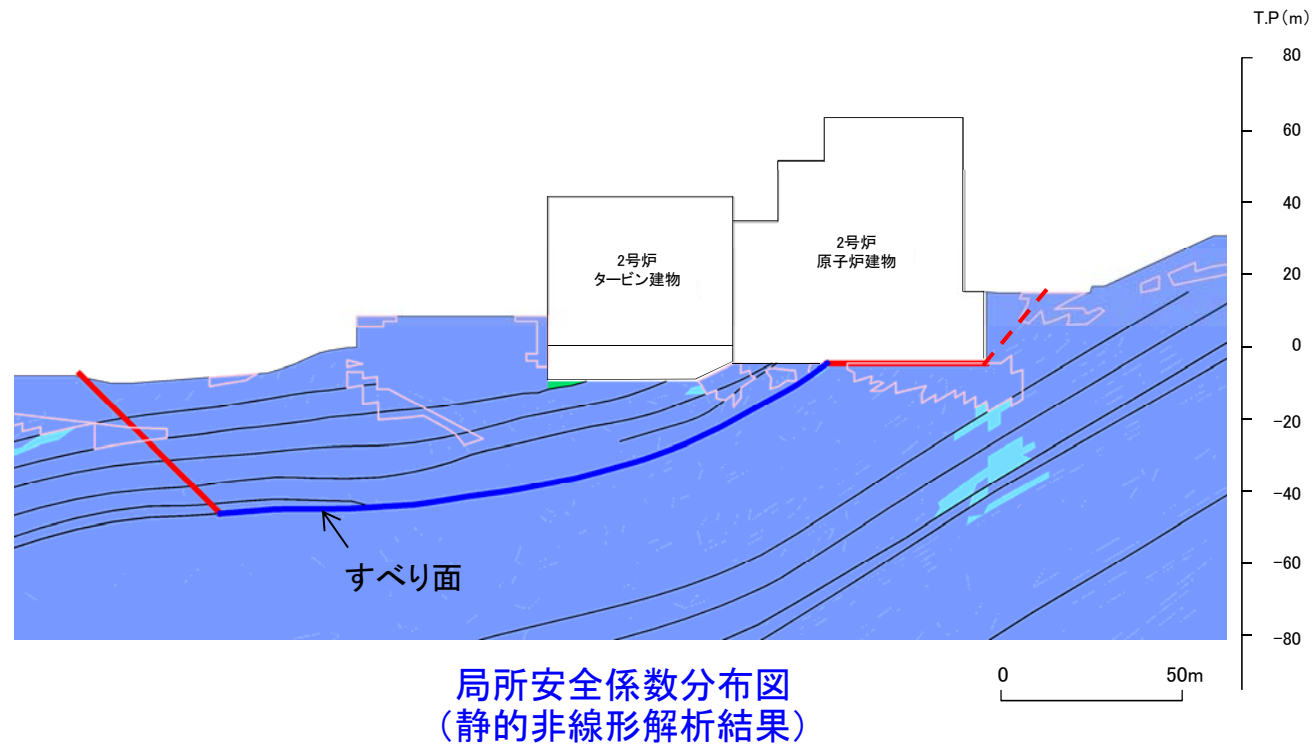 T.P(m)
80
60
40
20
0
-20
-40
-60
-80
2号炉
タービン建物
2号炉
原子炉建物
すべり面
局所安全係数分布図
(静的非線形解析結果)
0 50m